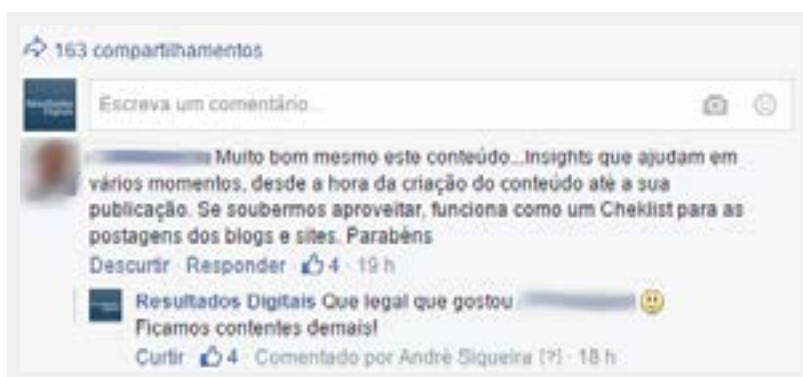 163 compartilhamentos
Resultados Digitais
Escreva um comentário...
Muito bom mesmo este conteúdo...Insights que ajudam em
vários momentos, desde a hora da criação do conteúdo até a sua
publicação. Se soubermos aproveitar, funciona como um Cheklist para as
postagens dos blogs e sites. Parabéns
Descurtir · Responder · 4 · 19 h
Resultados Digitais Que legal que gostou
Ficamos contentes demais!
Curtir · 4 · Comentado por André Siqueira [?] · 18 h